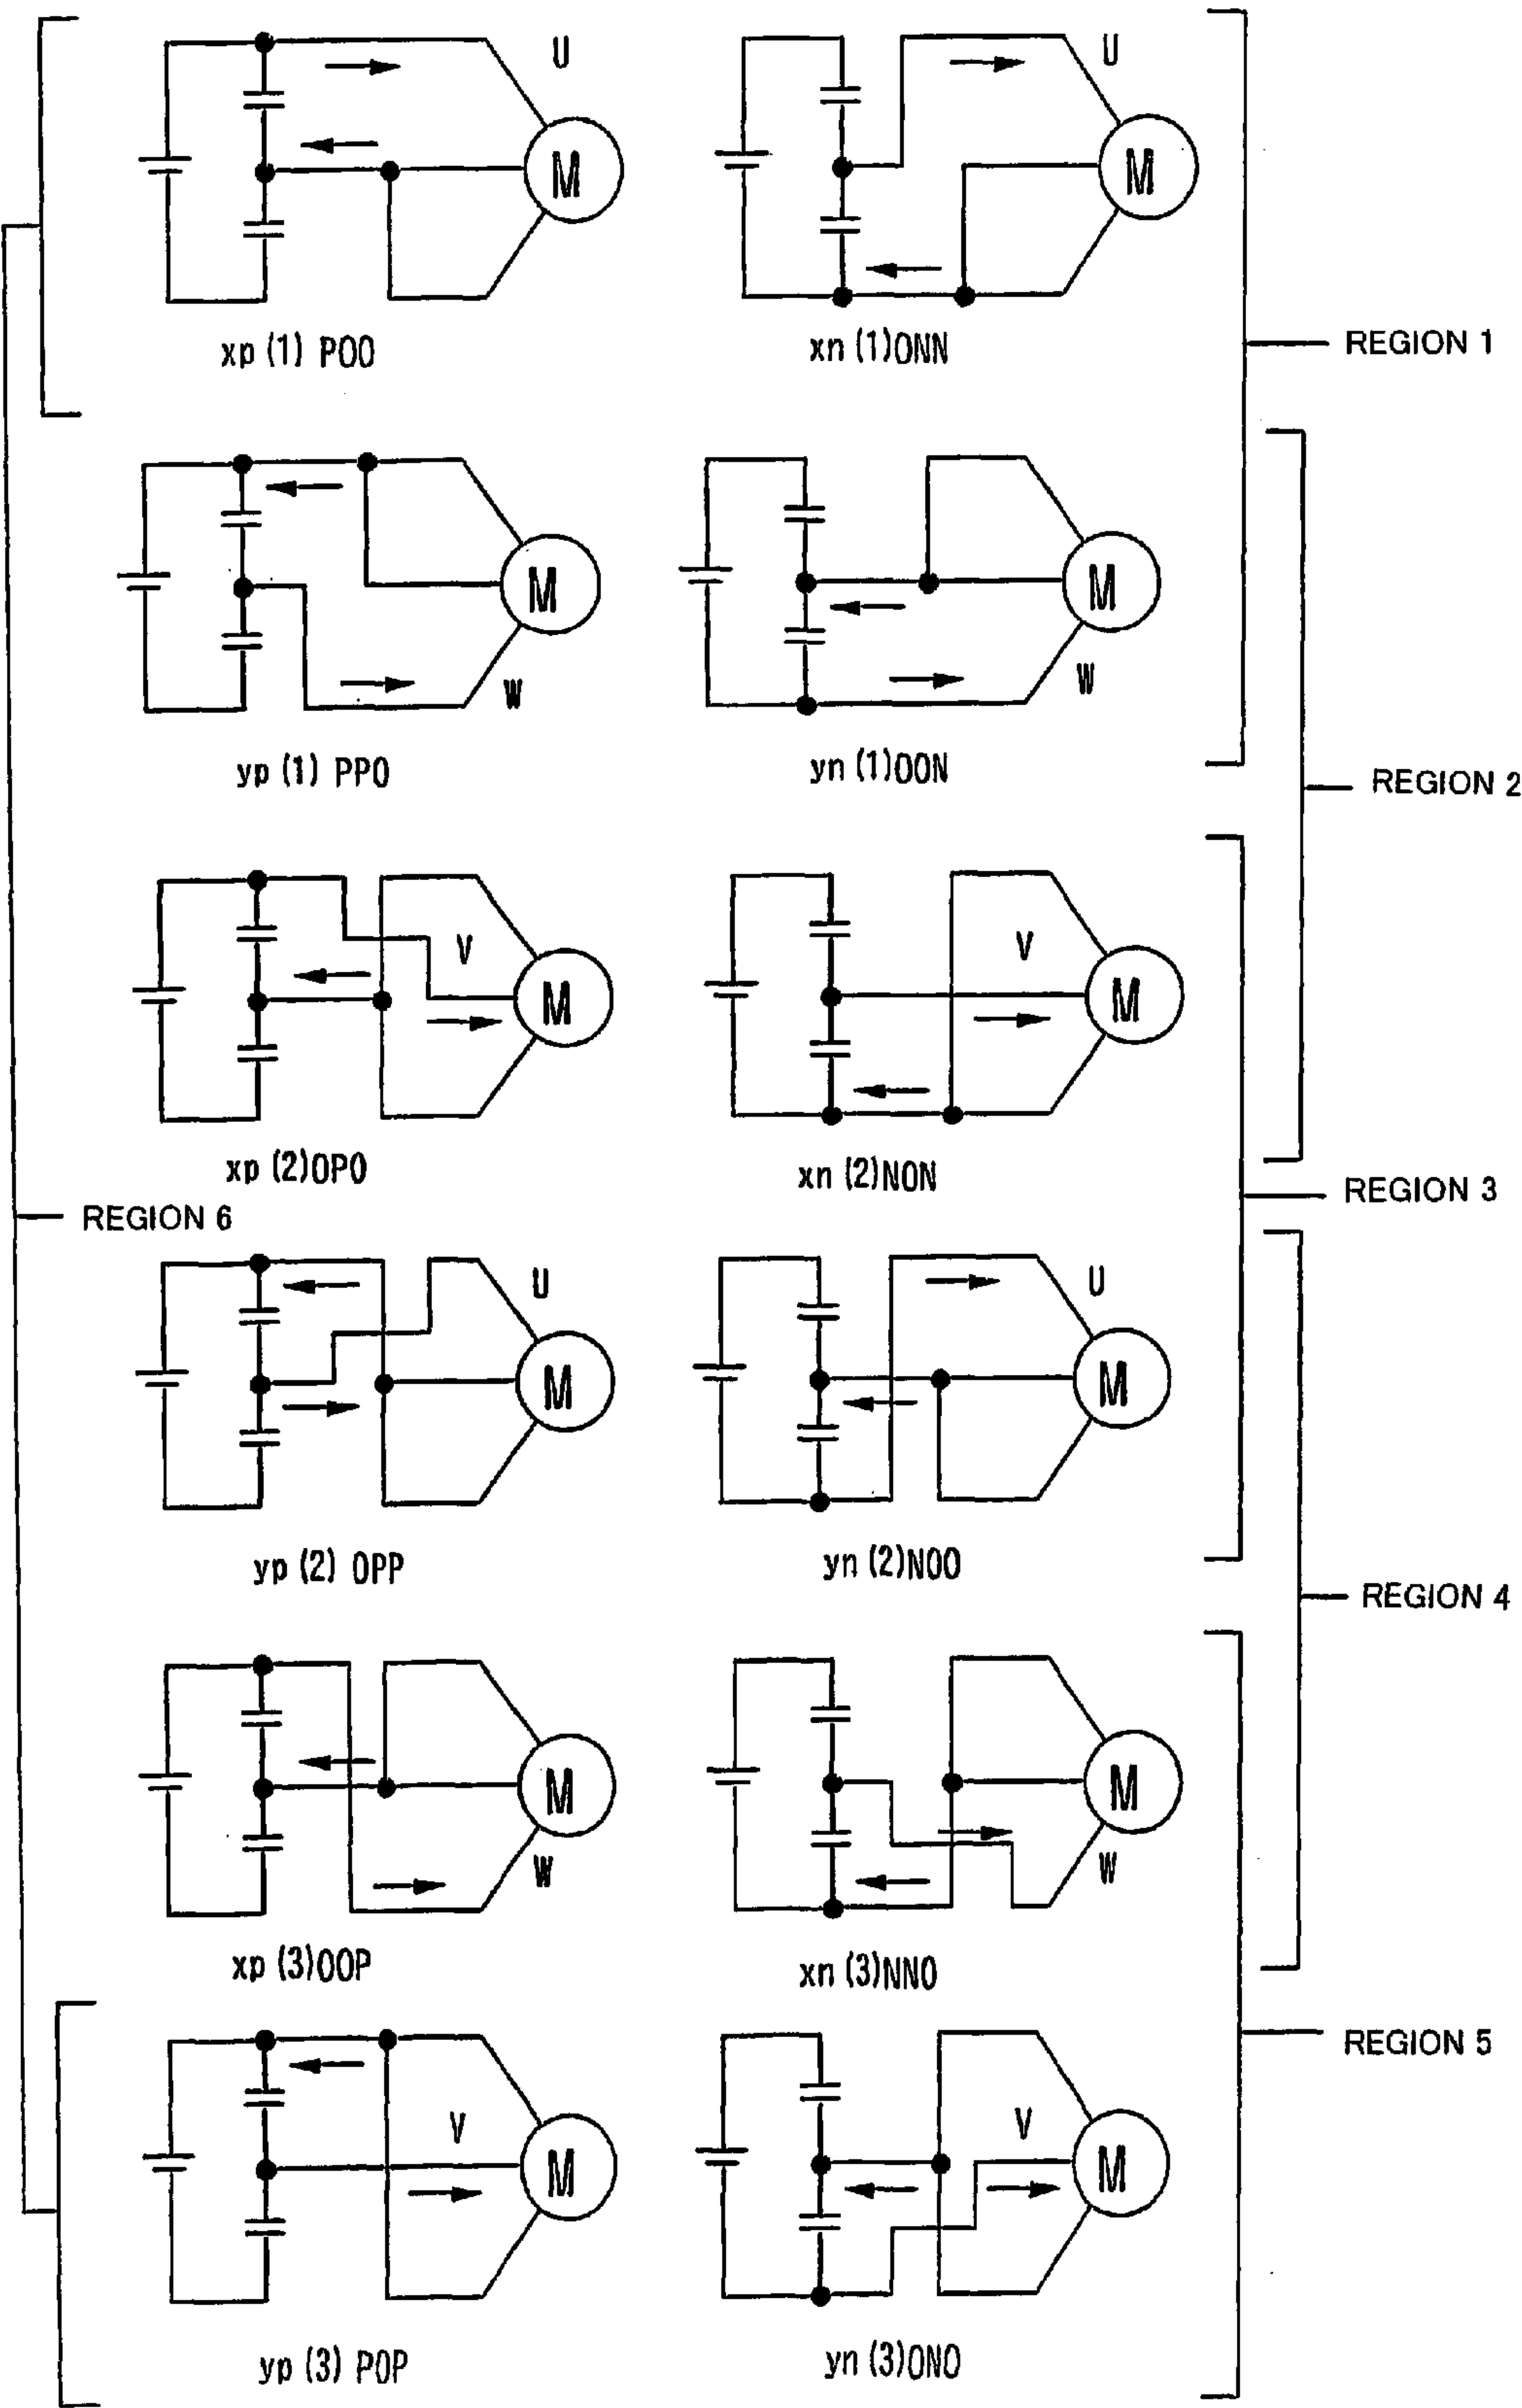 U
U
M
M
xp (1) POO
xn (1)ONN
REGION 1
M
M
W
W
yp (1) PPO
yn (1)OON
REGION 2
V
V
M
M
xp (2)OPO
xn (2)NON
REGION 3
REGION 6
U
U
M
M
yp (2) OPP
yn (2)NOO
REGION 4
M
M
W
W
xp (3)OOP
xn (3)NNO
REGION 5
V
V
M
M
yp (3) POP
yn (3)ONO